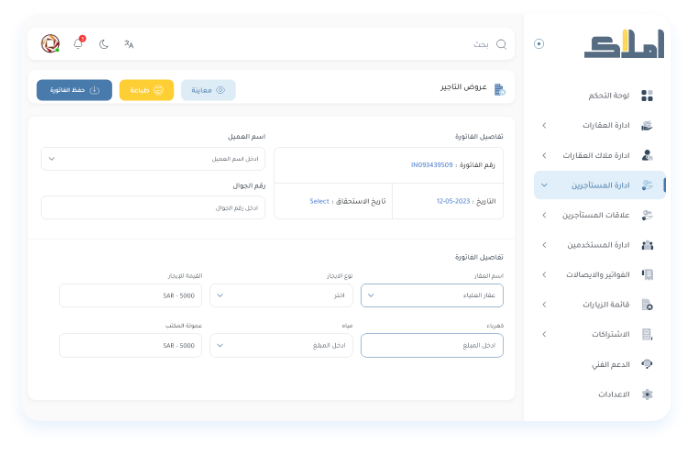 املاك
لوحة التحكم
ادارة العقارات
ادارة ملاك العقارات
ادارة المستأجرين
علاقات المستأجرين
ادارة المستخدمين
الفواتير والايصالات
قائمة الزيارات
الاشتراكات
الدعم الفني
الاعدادات
بحث
عروض التاجير
معاينة
طباعة
حفظ الفاتورة
تفاصيل الفاتورة
رقم الفاتورة : IN093439509
التاريخ : 2023-05-12
تاريخ الاستحقاق : Select
اسم العميل
ادخل اسم العميل
رقم الجوال
ادخل رقم الجوال
تفاصيل الفاتورة
اسم العقار
نوع الايجار
القيمة للإيجار
عقار العلياء
اختر
SAR - 5000
كهرباء
مياه
عمولة المكتب
ادخل المبلغ
ادخل المبلغ
SAR - 5000